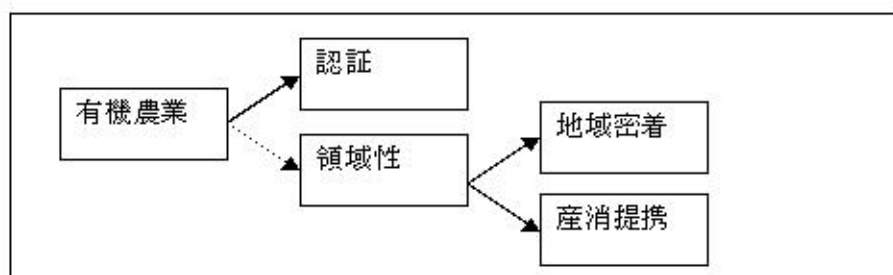 有機農業
認証
領域性
地域密着
産消提携